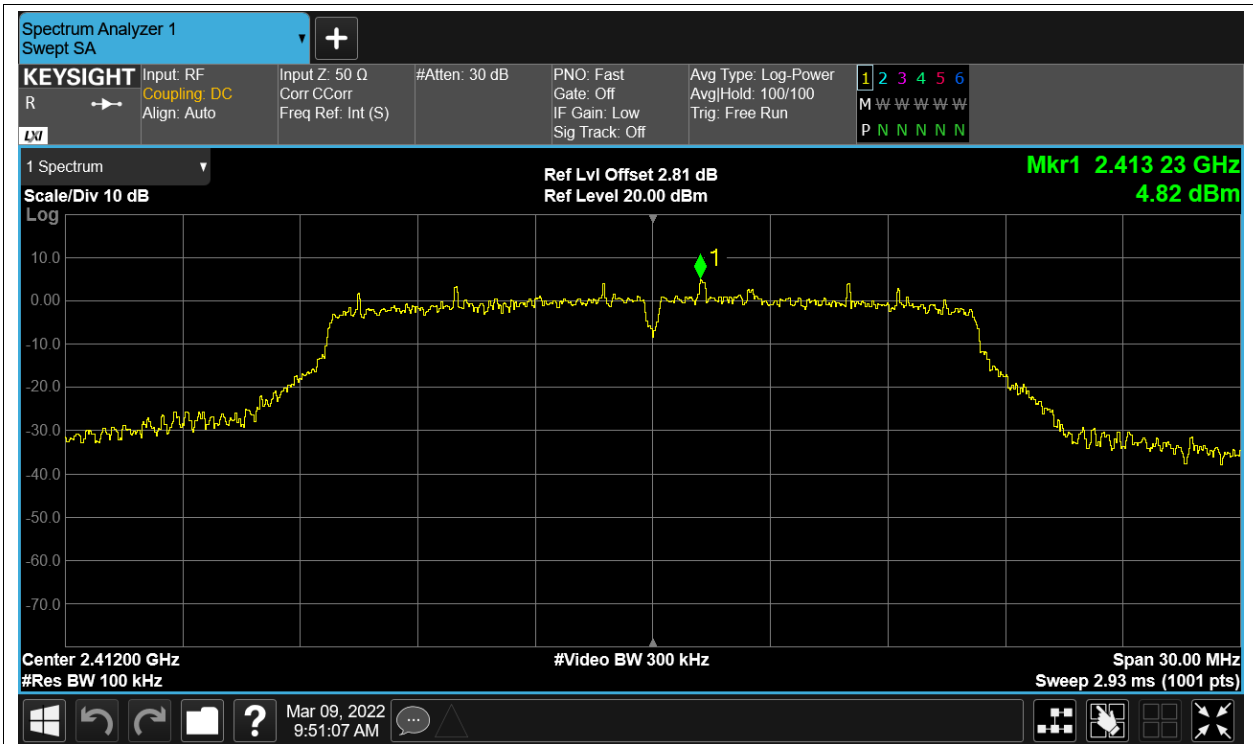 Spectrum Analyzer 1
Swept SA
KEYSIGHT
R
LXI
Input: RF
Coupling: DC
Align: Auto
Input Z: 50 Ω
Corr CCorr
Freq Ref: Int (S)
#Atten: 30 dB
PNO: Fast
Gate: Off
IF Gain: Low
Sig Track: Off
Avg Type: Log-Power
Avg|Hold: 100/100
Trig: Free Run
1 2 3 4 5 6
M W W W W W W
P N N N N N N
1 Spectrum
Scale/Div 10 dB
Log
Ref Lvl Offset 2.81 dB
Ref Level 20.00 dBm
Mkr1 2.413 23 GHz
4.82 dBm
1
10.0
0.00
-10.0
-20.0
-30.0
-40.0
-50.0
-60.0
-70.0
Center 2.41200 GHz
#Video BW 300 kHz
Span 30.00 MHz
#Res BW 100 kHz
Sweep 2.93 ms (1001 pts)
?
Mar 09, 2022
9:51:07 AM